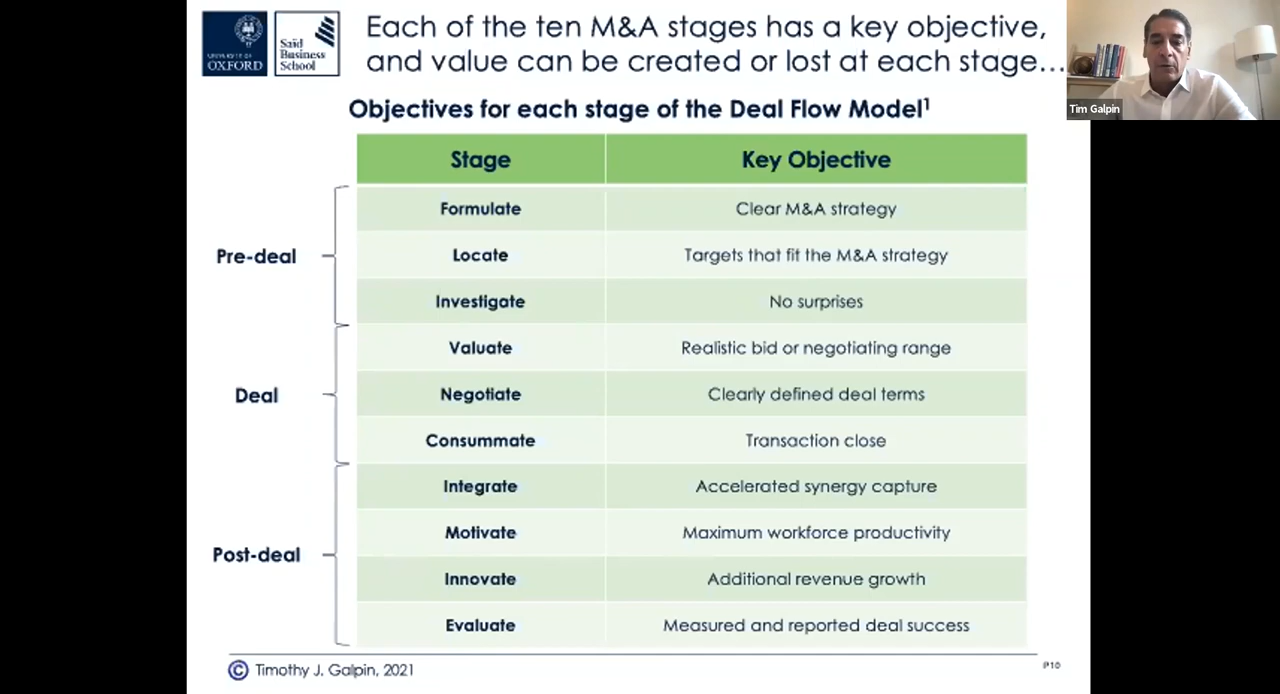 UNIVERSITY OF
OXFORD
Saïd
Business
School
Each of the ten M&A stages has a key objective,
and value can be created or lost at each stage…
Tim Galpin
Objectives for each stage of the Deal Flow Model¹
Stage Key Objective
Pre-deal
Formulate Clear M&A strategy
Locate Targets that fit the M&A strategy
Investigate No surprises
Deal
Valuate Realistic bid or negotiating range
Negotiate Clearly defined deal terms
Consummate Transaction close
Post-deal
Integrate Accelerated synergy capture
Motivate Maximum workforce productivity
Innovate Additional revenue growth
Evaluate Measured and reported deal success
© Timothy J. Galpin, 2021
P10